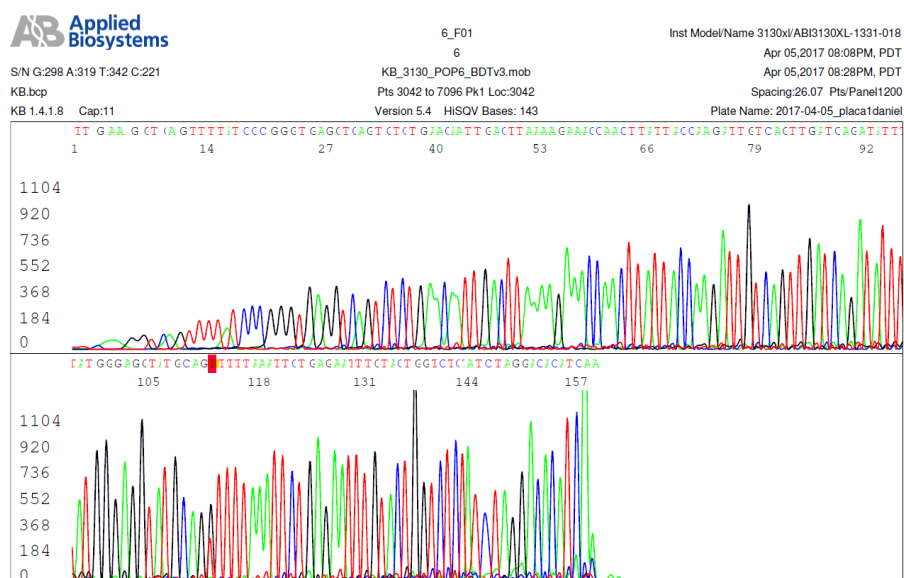 AB Applied Biosystems
6_F01
Inst Model/Name 3130xl/ABI3130XL-1331-018
6
Apr 05,2017 08:08PM, PDT
S/N G:298 A:319 T:342 C:221
KB_3130_POP6_BDTv3.mob
Apr 05,2017 08:28PM, PDT
KB.bcp
Pts 3042 to 7096 Pk1 Loc:3042
Spacing:26.07 Pts/Panel1200
KB 1.4.1.8 Cap:11
Version 5.4 HiSQV Bases: 143
Plate Name: 2017-04-05_placa1daniel
1 14 27 40 53 66 79 92
1104
920
736
552
368
184
0
105 118 131 144 157
1104
920
736
552
368
184
0